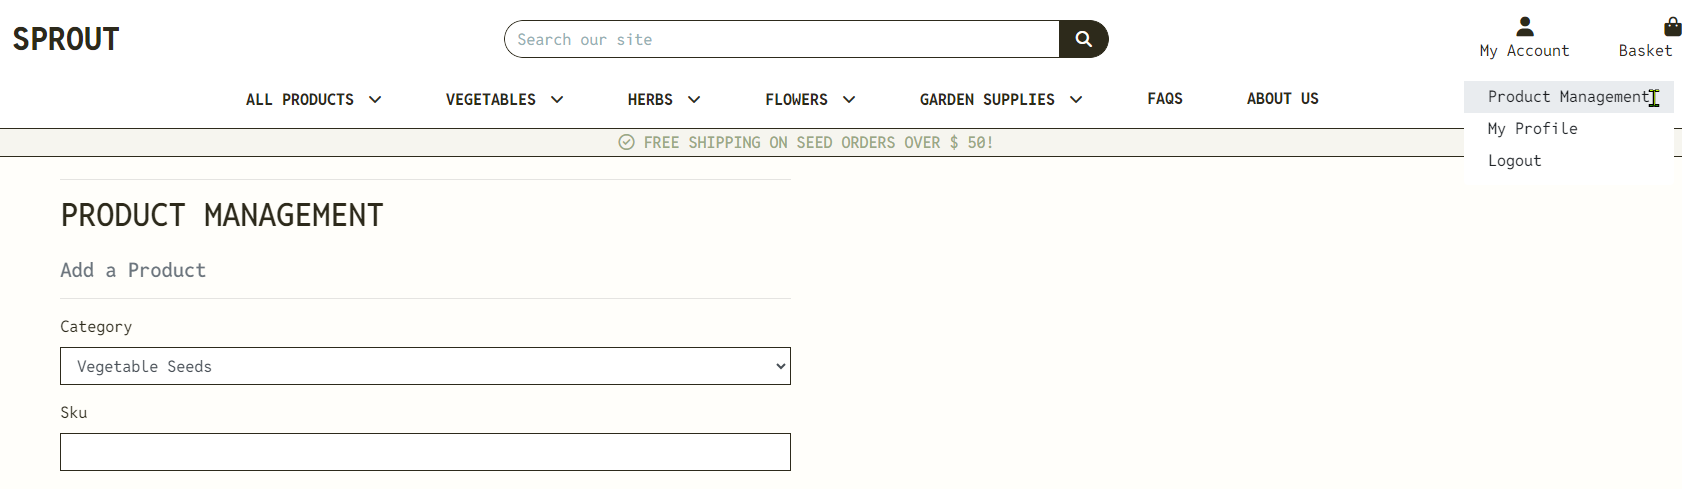 SPROUT
Search our site
My Account
Basket
ALL PRODUCTS
VEGETABLES
HERBS
FLOWERS
GARDEN SUPPLIES
FAQS
ABOUT US
Product Management
My Profile
Logout
FREE SHIPPING ON SEED ORDERS OVER $ 50!
PRODUCT MANAGEMENT
Add a Product
Category
Vegetable Seeds
Sku